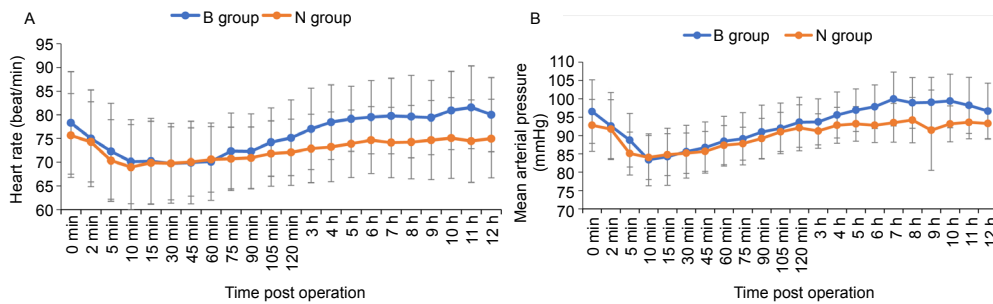 A
B group N group
Heart rate (beat/min)
95
90
85
80
75
70
65
60
0 min
2 min
5 min
10 min
15 min
30 min
45 min
60 min
75 min
90 min
105 min
120 min
3 h
4 h
5 h
6 h
7 h
8 h
9 h
10 h
11 h
12 h
Time post operation
B
B group N group
Mean arterial pressure
(mmHg)
110
105
100
95
90
85
80
75
70
0 min
2 min
5 min
10 min
15 min
30 min
45 min
60 min
75 min
90 min
105 min
120 min
3 h
4 h
5 h
6 h
7 h
8 h
9 h
10 h
11 h
12 h
Time post operation